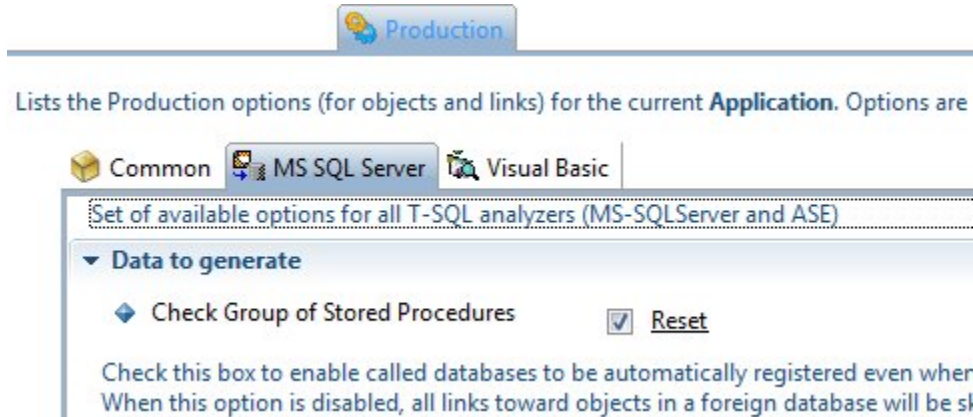 Production
Lists the Production options (for objects and links) for the current Application. Options are
Common MS SQL Server Visual Basic
Set of available options for all T-SQL analyzers (MS-SQLServer and ASE)
Data to generate
Check Group of Stored Procedures Reset
Check this box to enable called databases to be automatically registered even when
When this option is disabled, all links toward objects in a foreign database will be